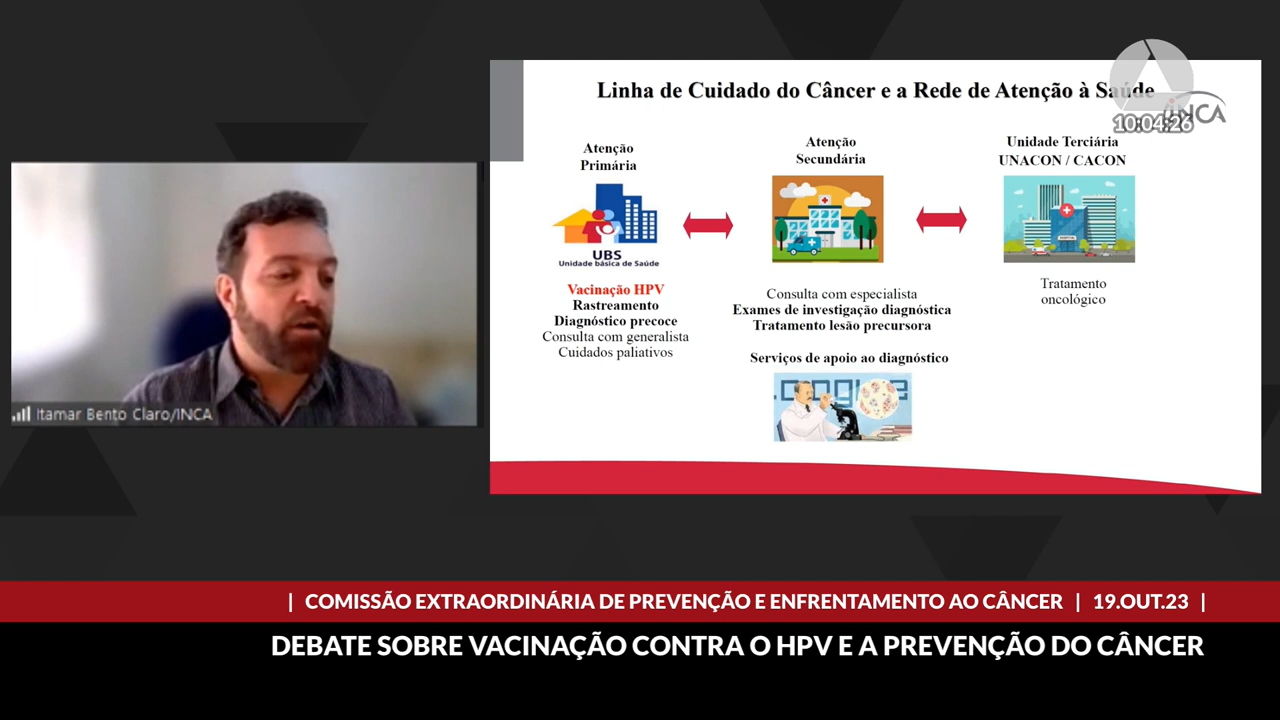 Linha de Cuidado do Câncer e a Rede de Atenção à Saúde
INCA
10:04:26
Atenção
Primária
UBS
Unidade básica de Saúde
Vacinação HPV
Rastreamento
Diagnóstico precoce
Consulta com generalista
Cuidados paliativos
Atenção
Secundária
Consulta com especialista
Exames de investigação diagnóstica
Tratamento lesão precursora
Serviços de apoio ao diagnóstico
Unidade Terciária
UNACON / CACON
HOSPITAL
Tratamento
oncológico
Itamar Bento Claro/INCA
| COMISSÃO EXTRAORDINÁRIA DE PREVENÇÃO E ENFRENTAMENTO AO CÂNCER | 19.OUT.23 |
DEBATE SOBRE VACINAÇÃO CONTRA O HPV E A PREVENÇÃO DO CÂNCER